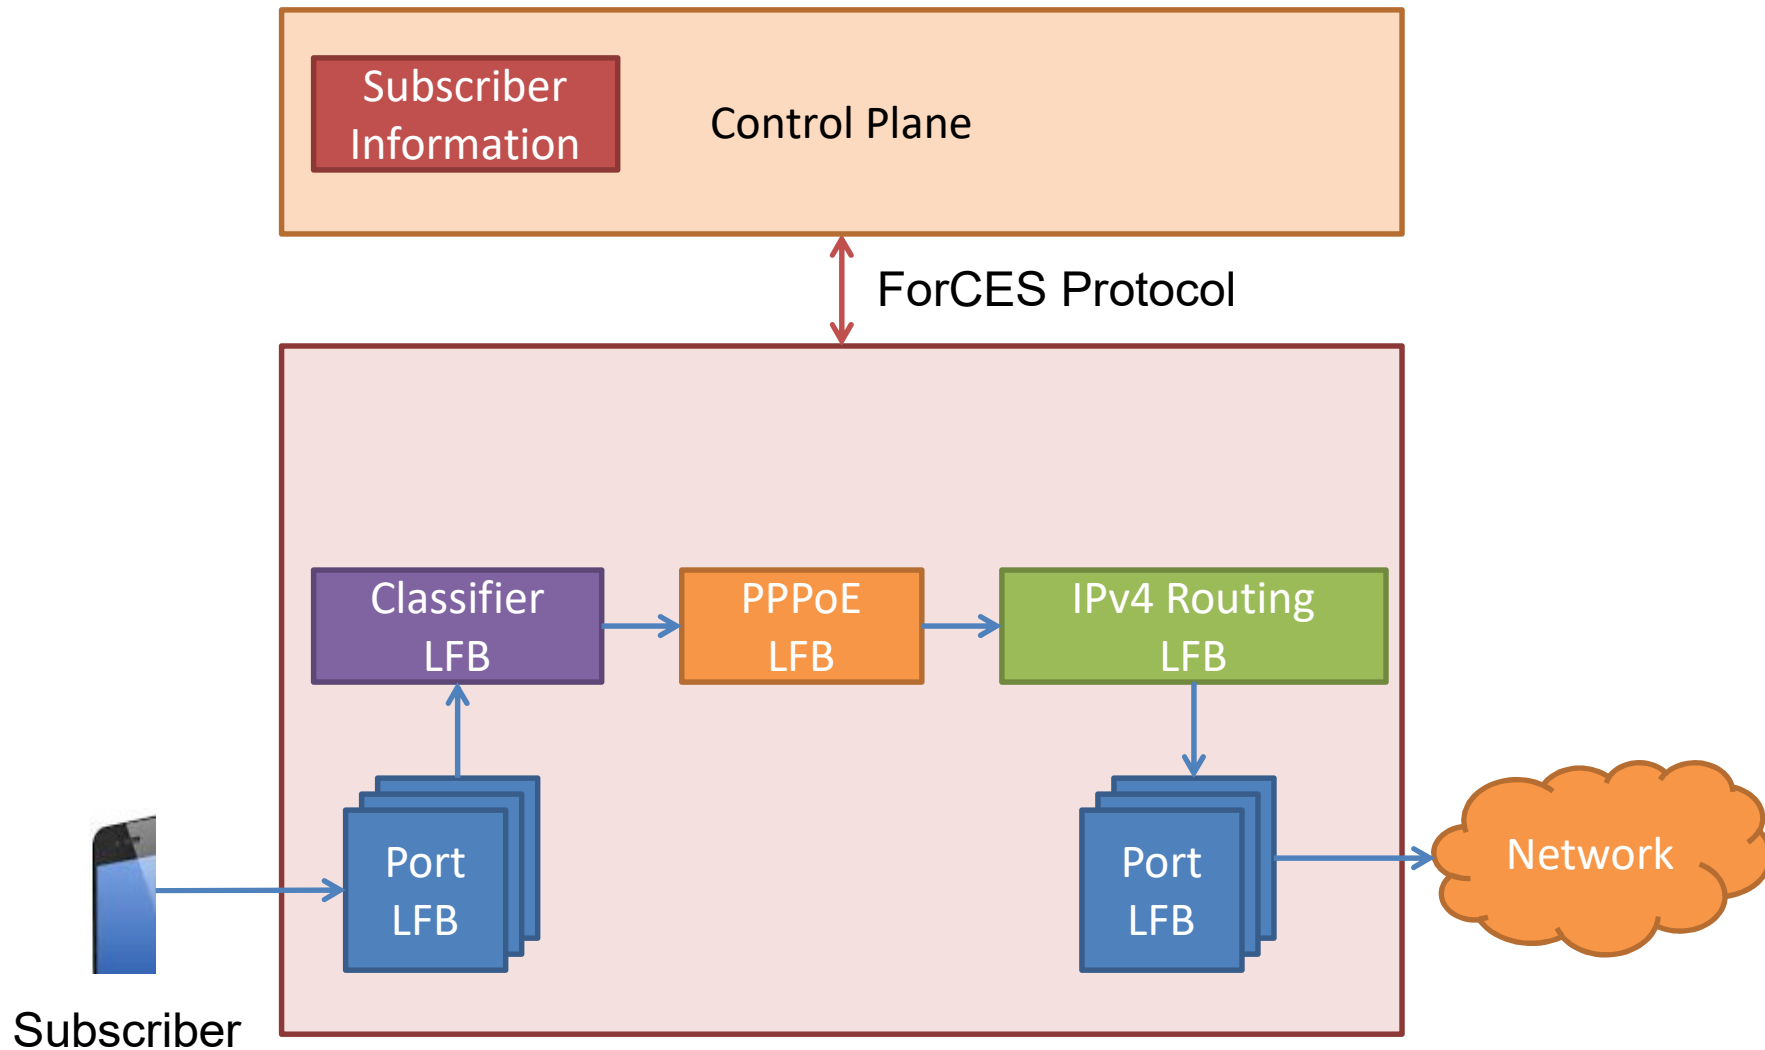 Subscriber
Information
Control Plane
ForCES Protocol
Classifier
LFB
PPPoE
LFB
IPv4 Routing
LFB
Port
LFB
Port
LFB
Network
Subscriber